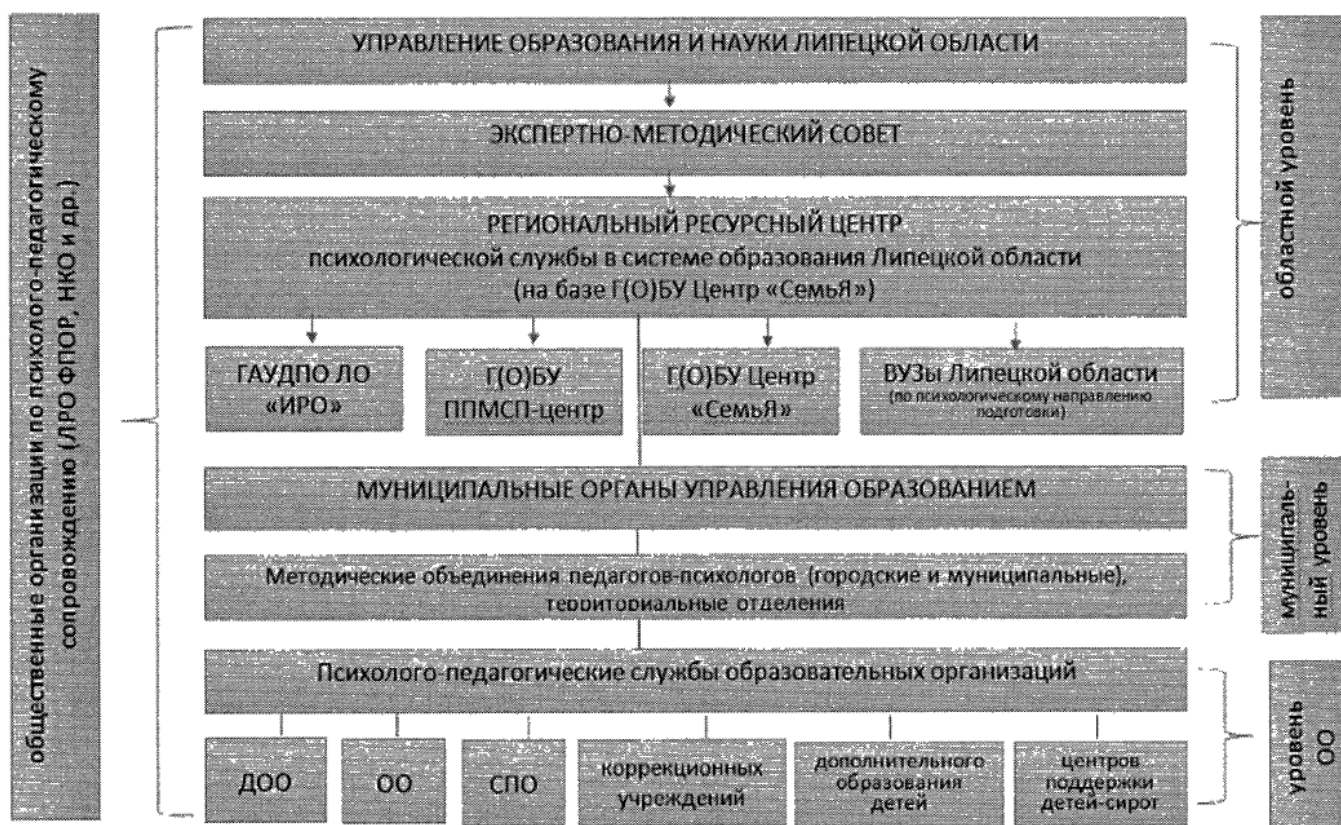 общественные организации по психолого-педагогическому
сопровождению (ЛРО ФПОР, НКО и др.)
УПРАВЛЕНИЕ ОБРАЗОВАНИЯ И НАУКИ ЛИПЕЦКОЙ ОБЛАСТИ
ЭКСПЕРТНО-МЕТОДИЧЕСКИЙ СОВЕТ
РЕГИОНАЛЬНЫЙ РЕСУРСНЫЙ ЦЕНТР
психологической службы в системе образования Липецкой области
(на базе Г(О)БУ Центр «СемьЯ»)
ГАУДПО ЛО
«ИРО»
Г(О)БУ
ППМСП-центр
Г(О)БУ Центр
«СемьЯ»
ВУЗы Липецкой области
(по психологическому направлению
подготовки)
областной уровень
МУНИЦИПАЛЬНЫЕ ОРГАНЫ УПРАВЛЕНИЯ ОБРАЗОВАНИЕМ
Методические объединения педагогов-психологов (городские и муниципальные),
территориальные отделения
муниципаль-
ный уровень
Психолого-педагогические службы образовательных организаций
ДОО
ОО
СПО
коррекционных
учреждений
дополнительного
образования
детей
центров
поддержки
детей-сирот
уровень
ОО